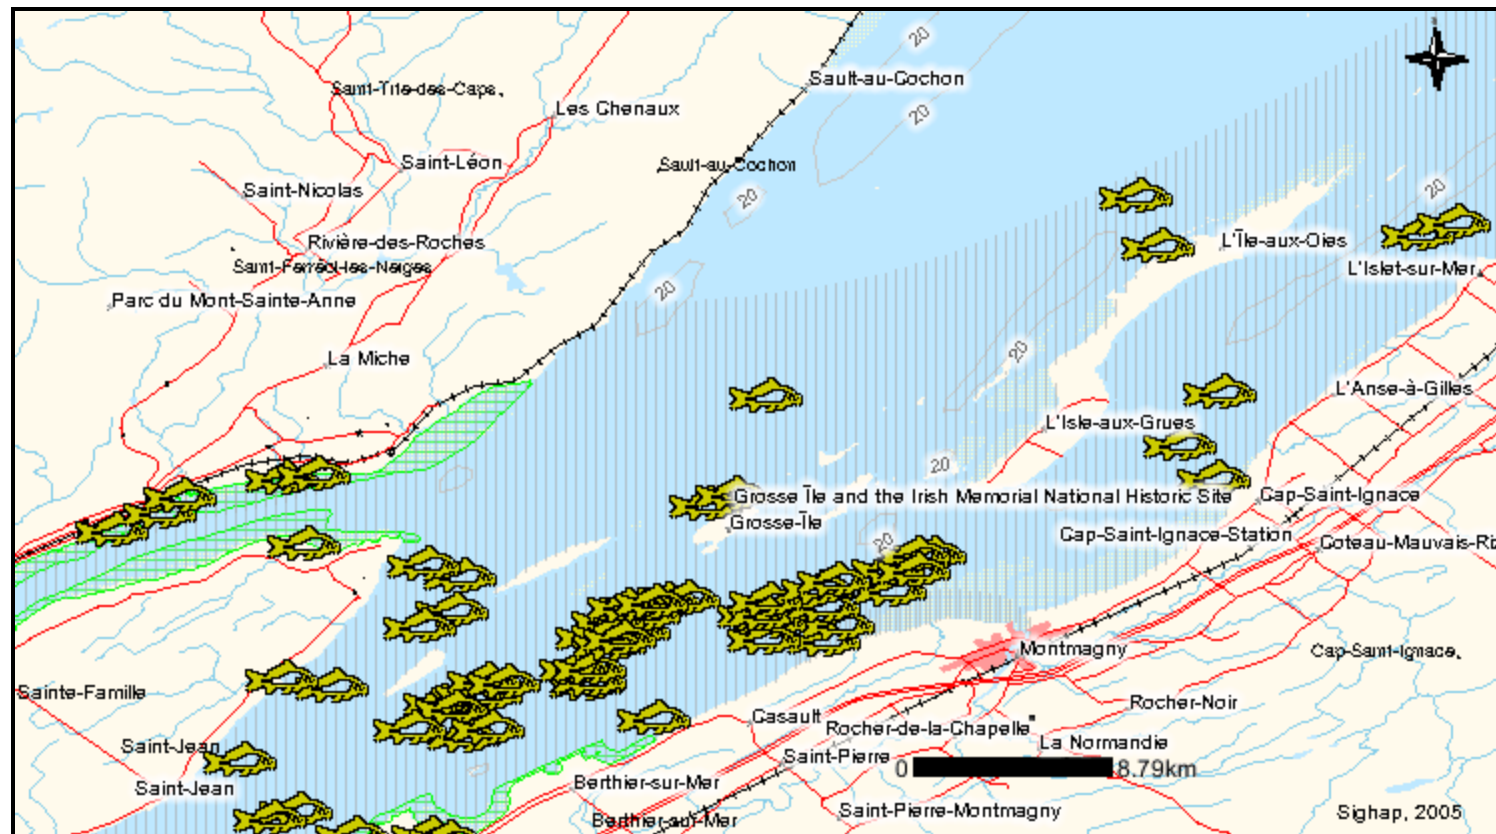 20
Sault-au-Cochon
Saint-Tite-des-Caps
Les Chenaux
20
Saint-Léon
Sault-au-Cochon
Saint-Nicolas
20
20
Rivière-des-Roches
L'Île-aux-Oies
Saint-Ferréol-les-Neiges
L'Islet-sur-Mer
Parc du Mont-Sainte-Anne
20
La Miche
20
L'Anse-à-Gilles
L'Isle-aux-Grues
20
Grosse Île and the Irish Memorial National Historic Site
Cap-Saint-Ignace
Grosse-Île
Cap-Saint-Ignace-Station
20
Coteau-Mauvais-Ri
Montmagny
Cap-Saint-Ignace
Sainte-Famille
Rocher-Noir
Casault
Rocher-de-la-Chapelle
Saint-Jean
La Normandie
Saint-Pierre
0
8.79km
Saint-Jean
Berthier-sur-Mer
Saint-Pierre-Montmagny
Sighap, 2005
Berthier-sur-Mer